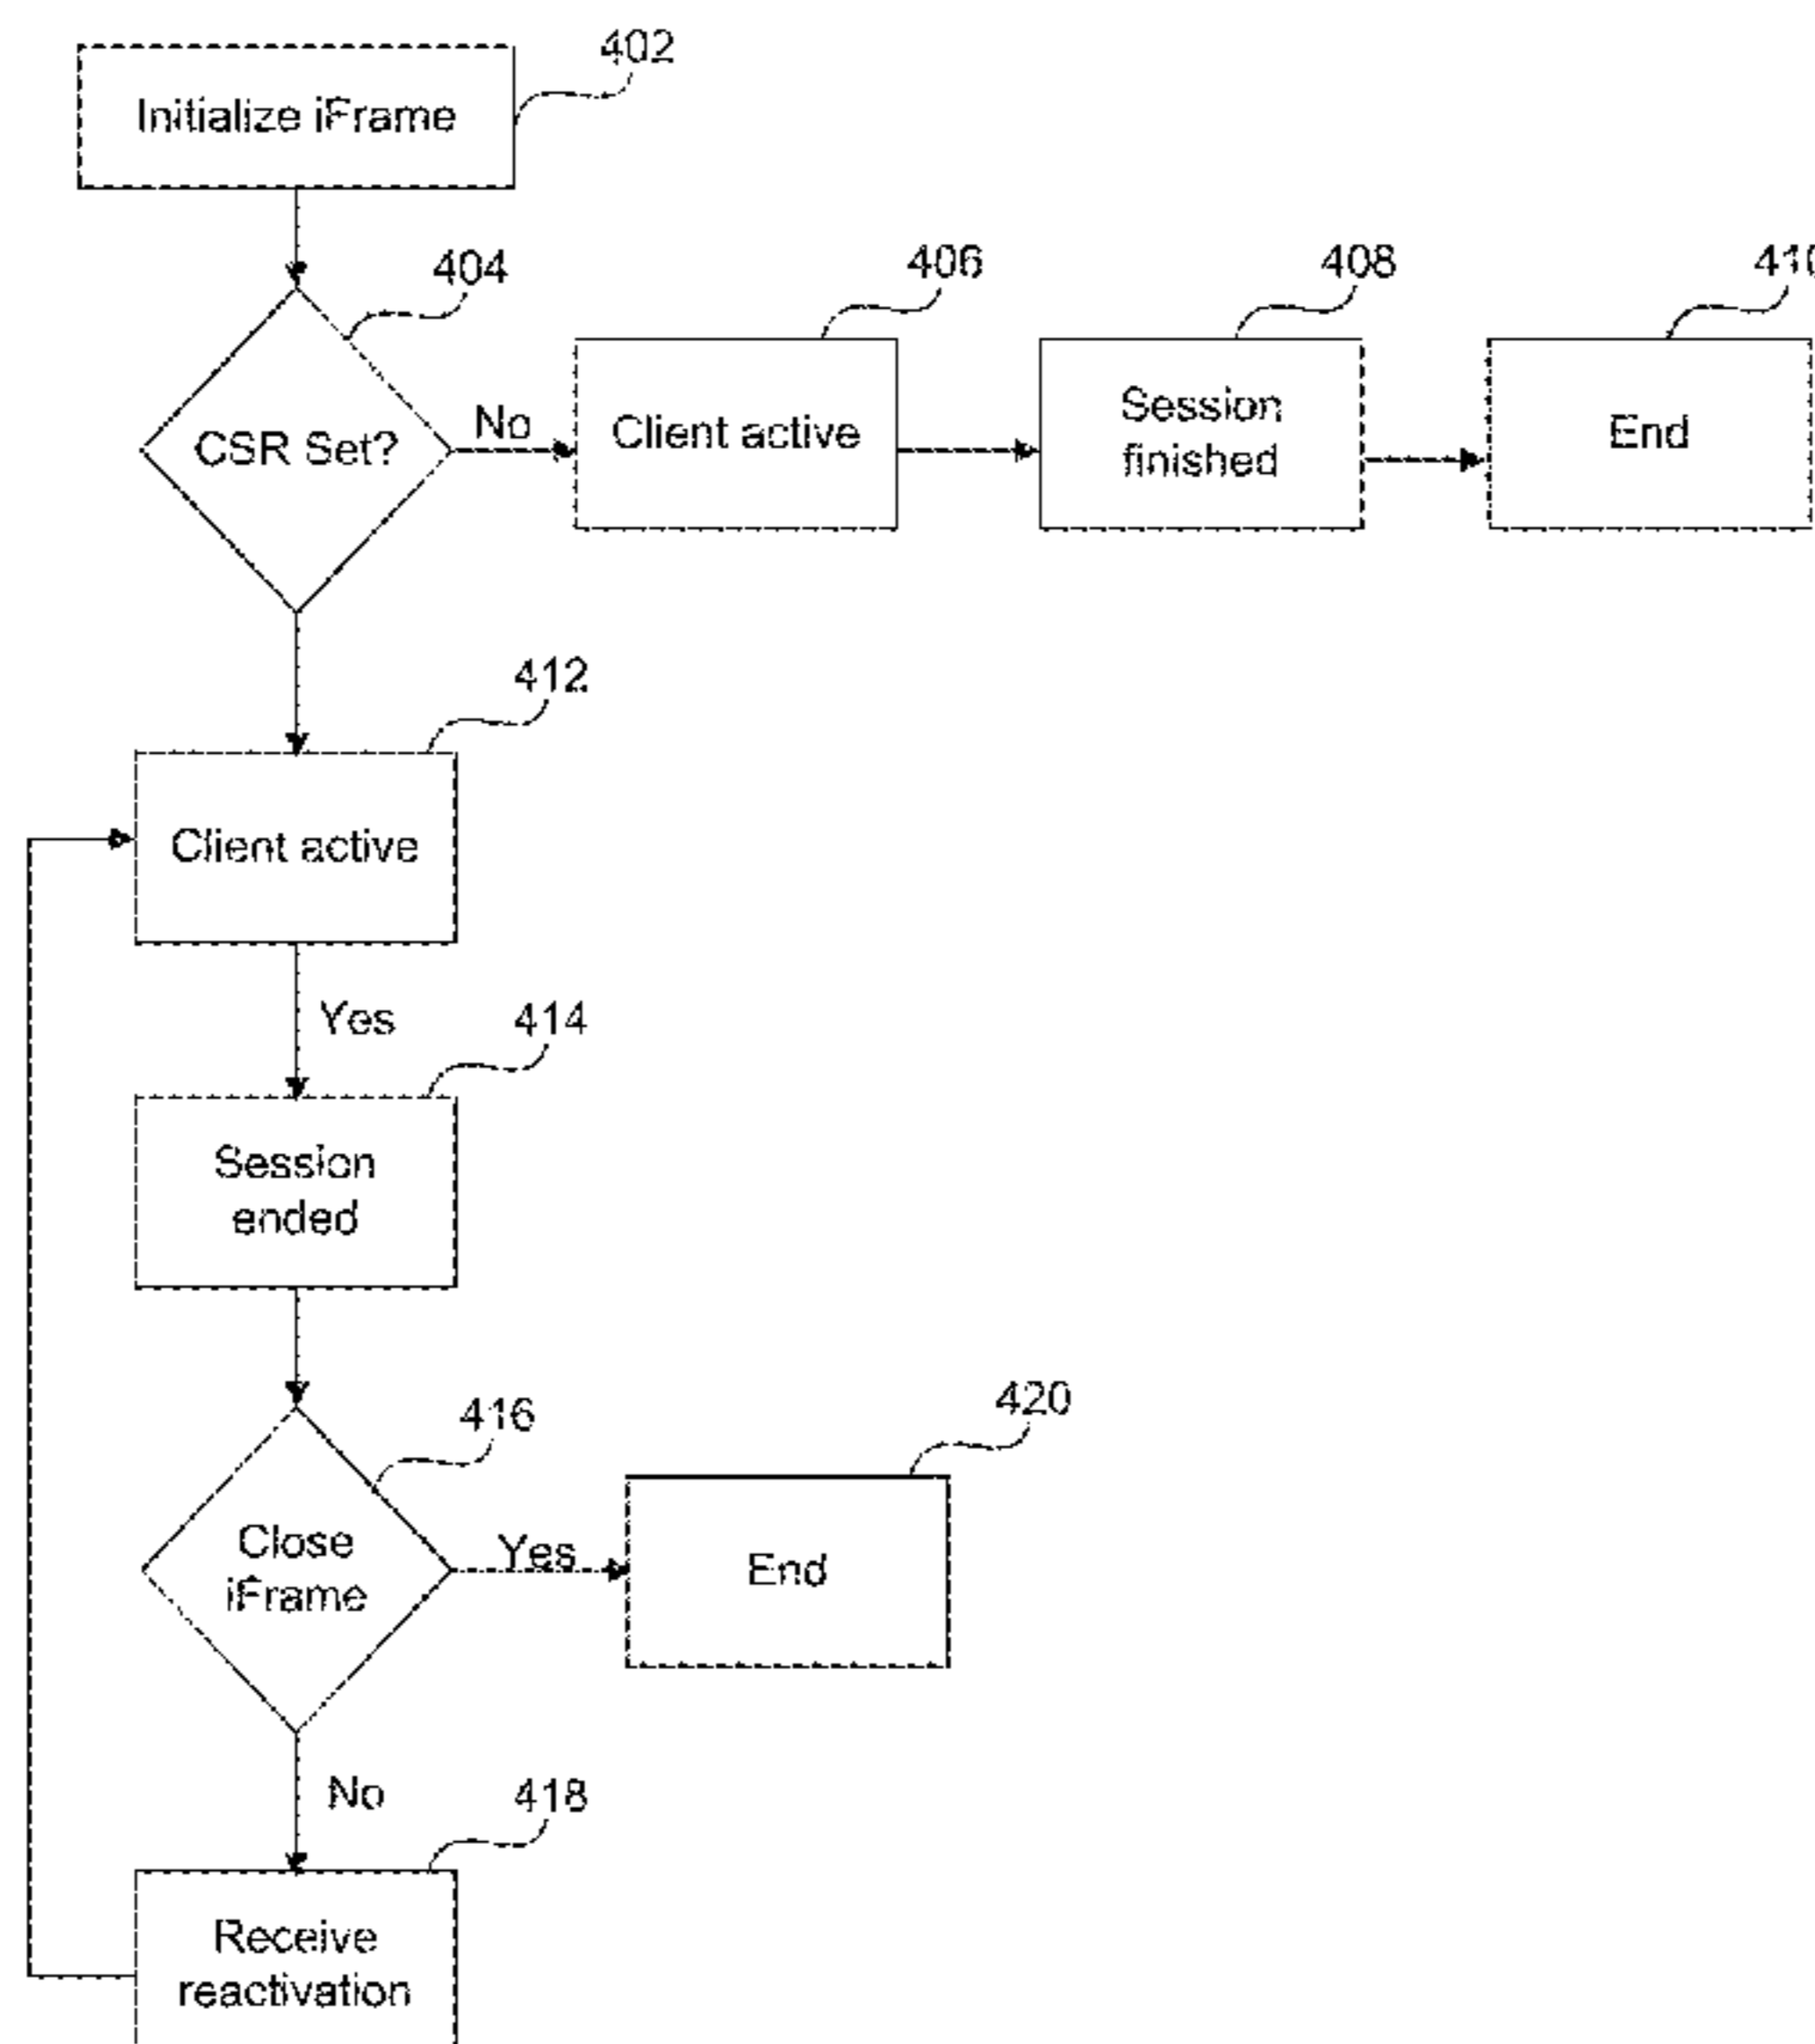 402
Initialize iFrame
404
406
408
410
CSR Set?
No
Client active
Session
finished
End
412
Client active
Yes
414
Session
ended
416
420
Close
iFrame
Yes
End
No
418
Receive
reactivation